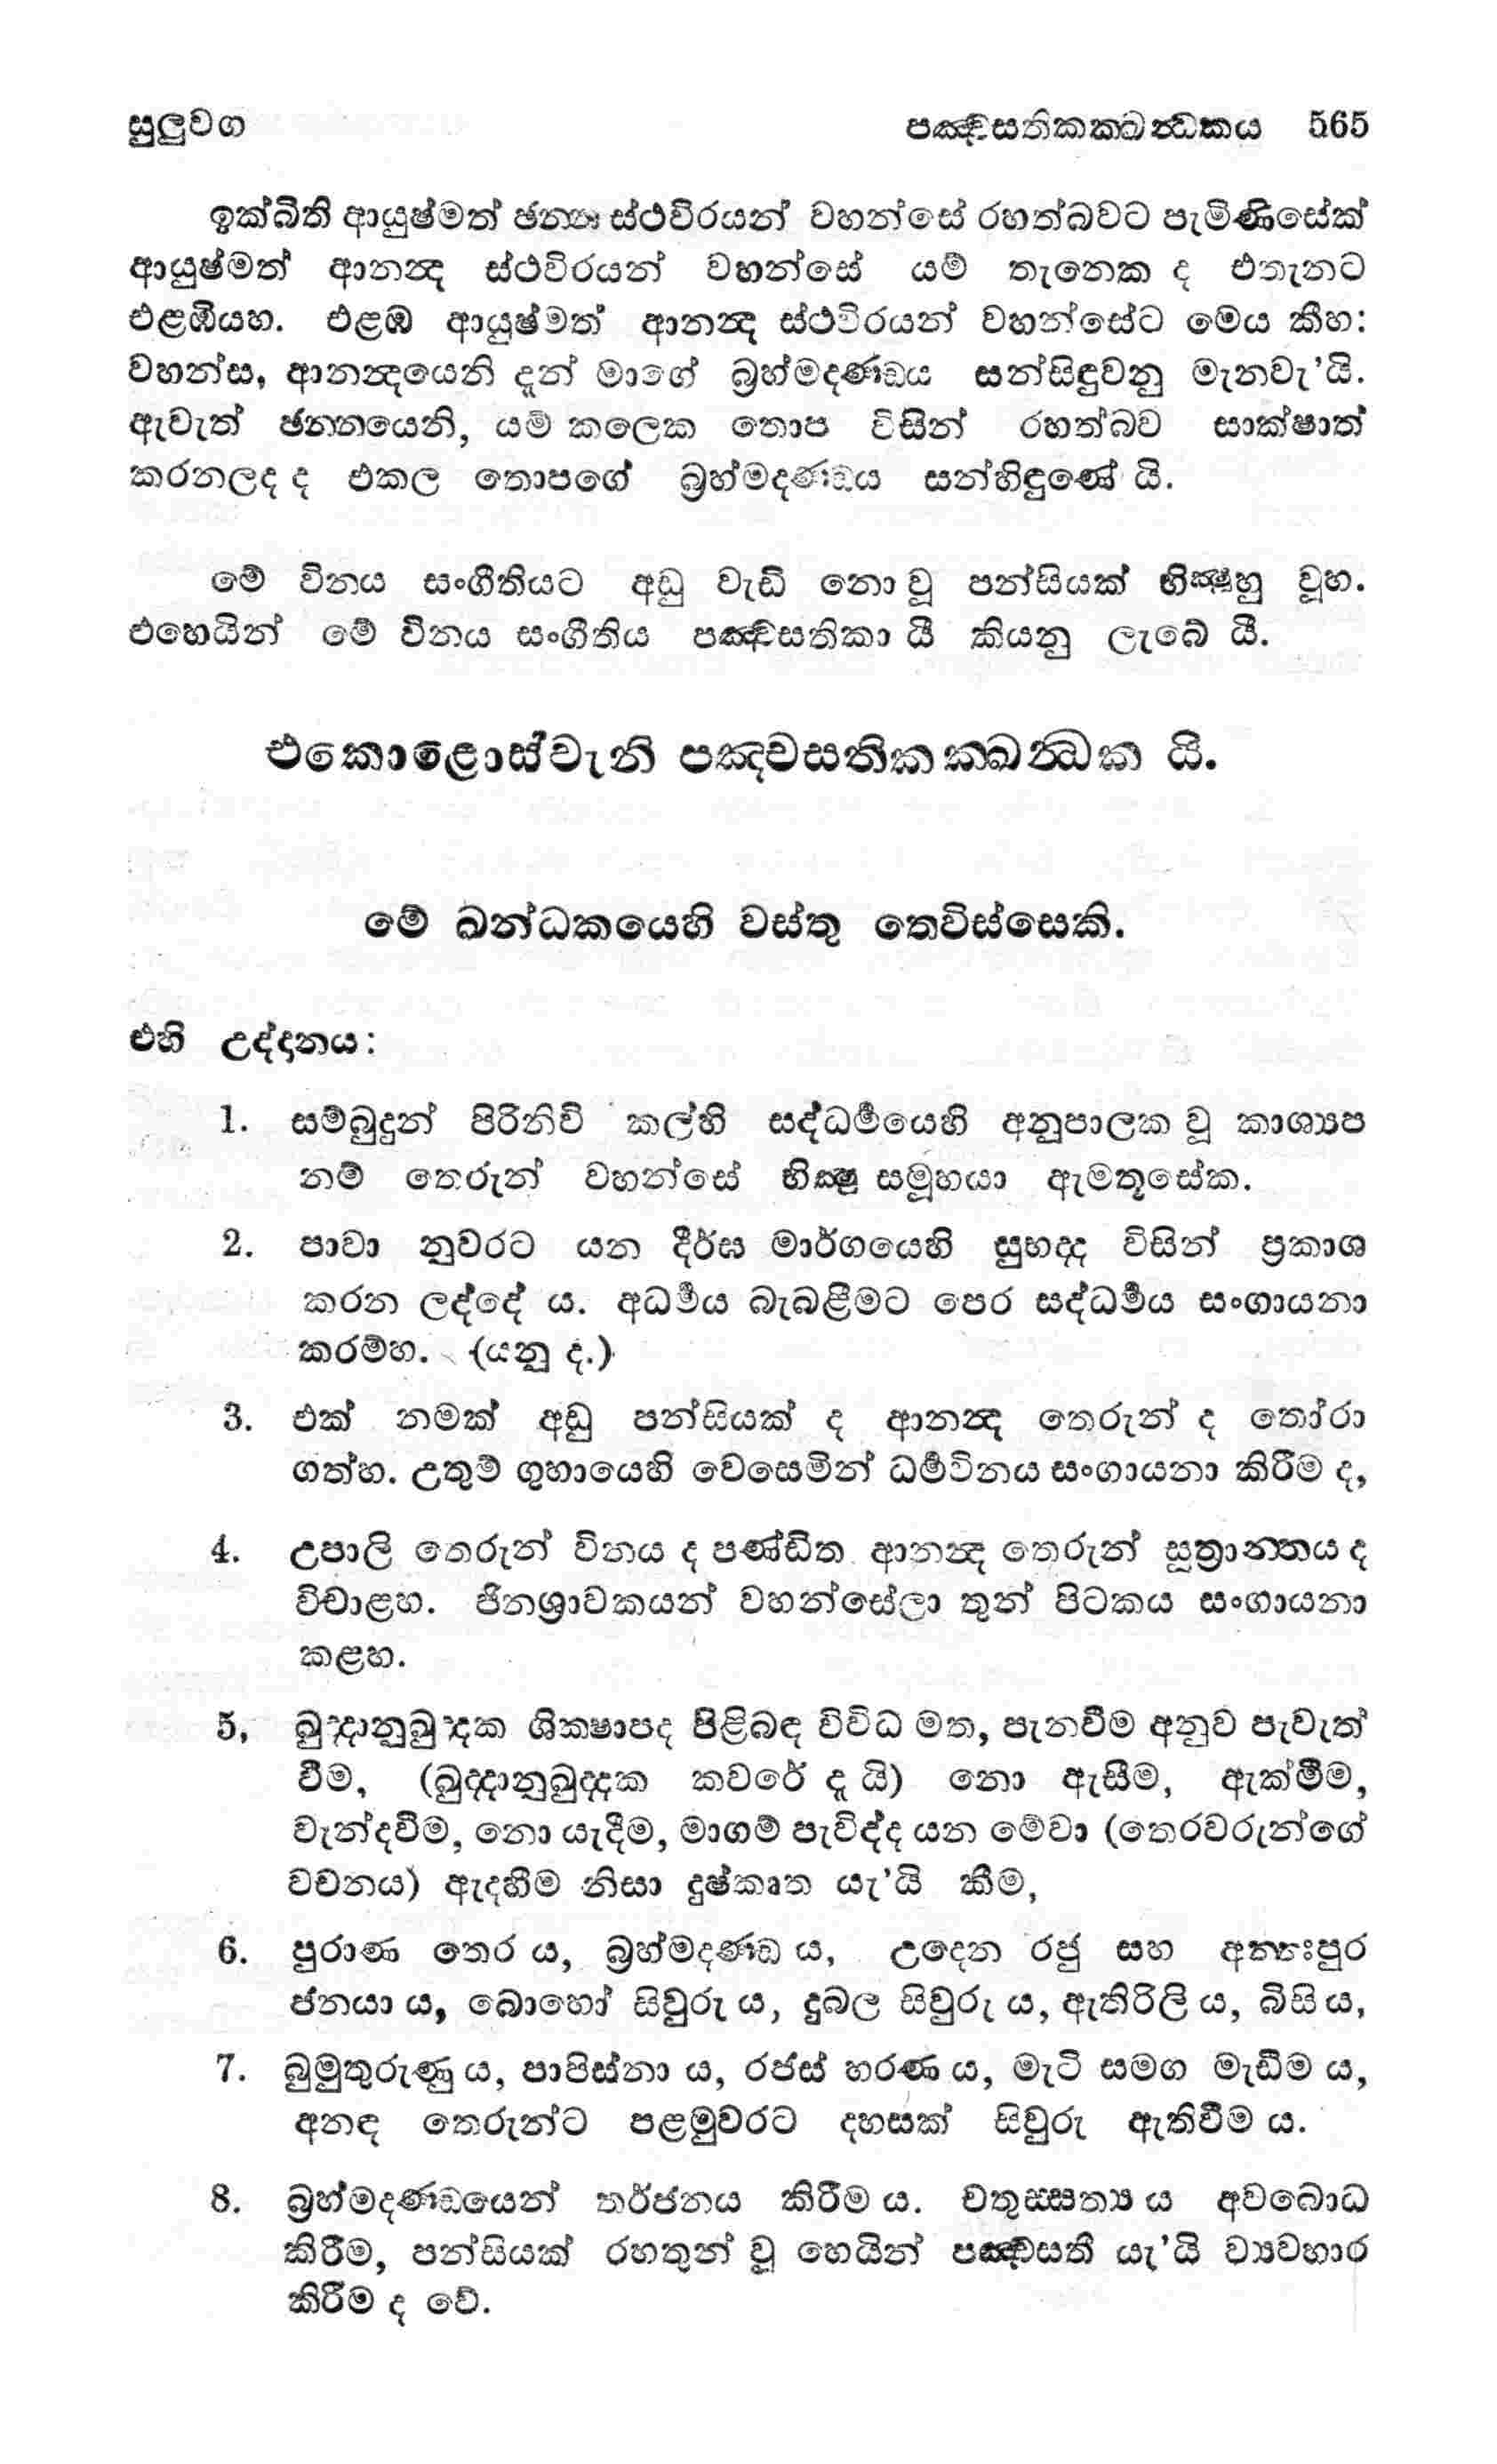 සුලුවග පඤ්චසතිකක්ඛන්ධකය 565
ඉක්බිති ආයුෂ්මත් ඡන්න ස්ථවිරයන් වහන්සේ රහත්බවට පැමිණිසේක්
ආයුෂ්මත් ආනන්‍ද ස්ථවිරයන් වහන්සේ යම් තැනෙක ද එතැනට
එළඹියහ. එළඹ ආයුෂ්මත් ආනන්‍ද ස්ථවිරයන් වහන්සේට මෙය කීහ:
වහන්ස, ආනන්‍දයෙනි දැන් මාගේ බ්‍රහ්මදණ්ඩය සන්සිඳුවනු මැනවැ'යි.
ඇවැත් ඡන්නයෙනි, යම් කලෙක තොප විසින් රහත්බව සාක්ෂාත්
කරනලද ද එකල තොපගේ බ්‍රහ්මදණ්ඩය සන්හිඳුණේ යි.
මේ විනය සංගීතියට අඩු වැඩි නො වූ පන්සියක් භික්‍ෂුහු වූහ.
එහෙයින් මේ විනය සංගීතිය පඤ්චසතිකා යී කියනු ලැබේ යී.
එකොළොස්වැනි පඤ්චසතිකක්ඛන්ධක යි.
මේ ඛන්ධකයෙහි වස්තු තෙවිස්සෙකි.
එහි උද්දානය:
1. සම්බුදුන් පිරිනිවි කල්හි සද්ධර්‍මයෙහි අනුපාලක වූ කාශ්‍යප
නම් තෙරුන් වහන්සේ භික්‍ෂු සමූහයා ඇමතූසේක.
2. පාවා නුවරට යන දීර්ඝ මාර්ගයෙහි සුභද්ද විසින් ප්‍රකාශ
කරන ලද්දේ ය. අධර්‍මය බැබළීමට පෙර සද්ධර්‍මය සංගායනා
කරම්හ. (යනු ද.)
3. එක් නමක් අඩු පන්සියක් ද ආනන්‍ද තෙරුන් ද තෝරා
ගත්හ. උතුම් ගුහායෙහි වෙසෙමින් ධර්‍මවිනය සංගායනා කිරීම ද,
4. උපාලි තෙරුන් විනය ද පණ්ඩිත ආනන්‍ද තෙරුන් සූත්‍රාන්තය ද
විචාළහ. ජිනශ්‍රාවකයන් වහන්සේලා තුන් පිටකය සංගායනා
කළහ.
5, ඛුද්‍දානුඛුද්‍දක ශික්‍ෂාපද පිළිබඳ විවිධ මත, පැනවීම අනුව පැවැත්
වීම, (ඛුද්දානුඛුද්දක කවරේ දැ යි) නො ඇසීම, ඇක්මීම,
වැන්දවීම, නො යැදීම, මාගම් පැවිද්ද යන මේවා (තෙරවරුන්ගේ
වචනය) ඇදහීම නිසා දුෂ්කෘත යැ'යි කීම,
6. පුරාණ තෙර ය, බ්‍රහ්මදණ්ඩ ය, උදෙන රජු සහ අන්තඃපුර
ජනයා ය, බොහෝ සිවුරු ය, දුබල සිවුරු ය, ඇතිරිලි ය, බිසි ය,
7. බුමුතුරුණු ය, පාපිස්නා ය, රජස් හරණ ය, මැටි සමග මැඩීම ය,
අනඳ තෙරුන්ට පළමුවරට දහසක් සිවුරු ඇතිවීම ය.
8. බ්‍රහ්මදණ්ඩයෙන් තර්ජනය කිරීම ය. චතුස්සත්‍ය ය අවබොධ
කිරීම, පන්සියක් රහතුන් වූ හෙයින් පඤ්චසතී යැ'යි ව්‍යවහාර
කිරීම ද වේ.